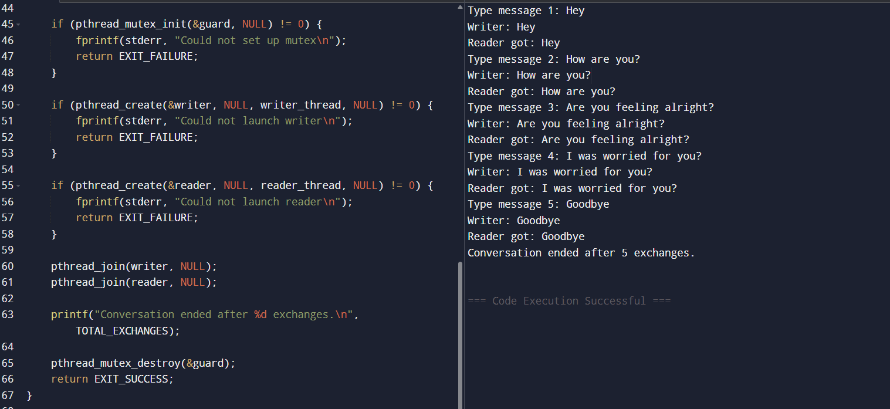 44
45    if (pthread_mutex_init(&guard, NULL) != 0) {
46        fprintf(stderr, "Could not set up mutex\n");
47        return EXIT_FAILURE;
48    }
49
50    if (pthread_create(&writer, NULL, writer_thread, NULL) != 0) {
51        fprintf(stderr, "Could not launch writer\n");
52        return EXIT_FAILURE;
53    }
54
55    if (pthread_create(&reader, NULL, reader_thread, NULL) != 0) {
56        fprintf(stderr, "Could not launch reader\n");
57        return EXIT_FAILURE;
58    }
59
60    pthread_join(writer, NULL);
61    pthread_join(reader, NULL);
62
63    printf("Conversation ended after %d exchanges.\n",
        TOTAL_EXCHANGES);
64
65    pthread_mutex_destroy(&guard);
66    return EXIT_SUCCESS;
67 }
Type message 1: Hey
Writer: Hey
Reader got: Hey
Type message 2: How are you?
Writer: How are you?
Reader got: How are you?
Type message 3: Are you feeling alright?
Writer: Are you feeling alright?
Reader got: Are you feeling alright?
Type message 4: I was worried for you?
Writer: I was worried for you?
Reader got: I was worried for you?
Type message 5: Goodbye
Writer: Goodbye
Reader got: Goodbye
Conversation ended after 5 exchanges.
=== Code Execution Successful ===